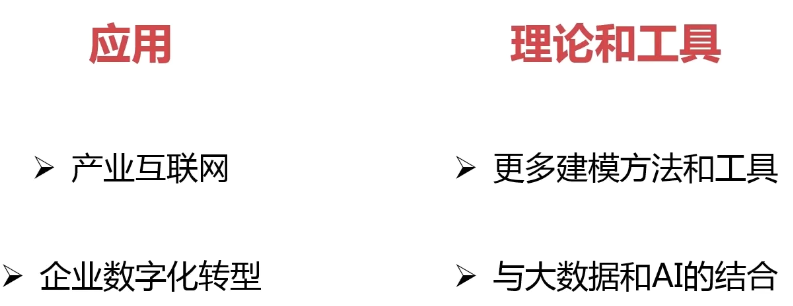 应用
理论和工具
➢ 产业互联网
➢ 更多建模方法和工具
➢ 企业数字化转型
➢ 与大数据和AI的结合